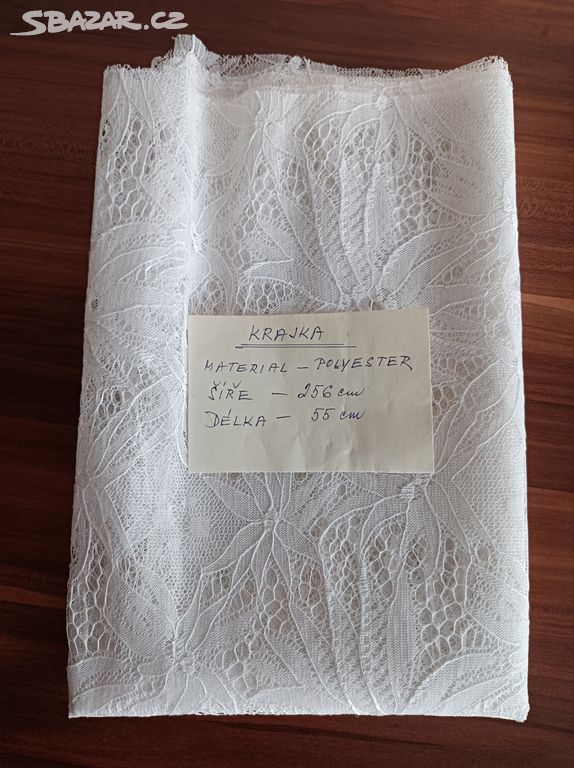 SBAZAR.CZ
KRAJKA
MATERIAL – POLYESTER
ŠÍŘE – 256 cm
DÉLKA – 55 cm